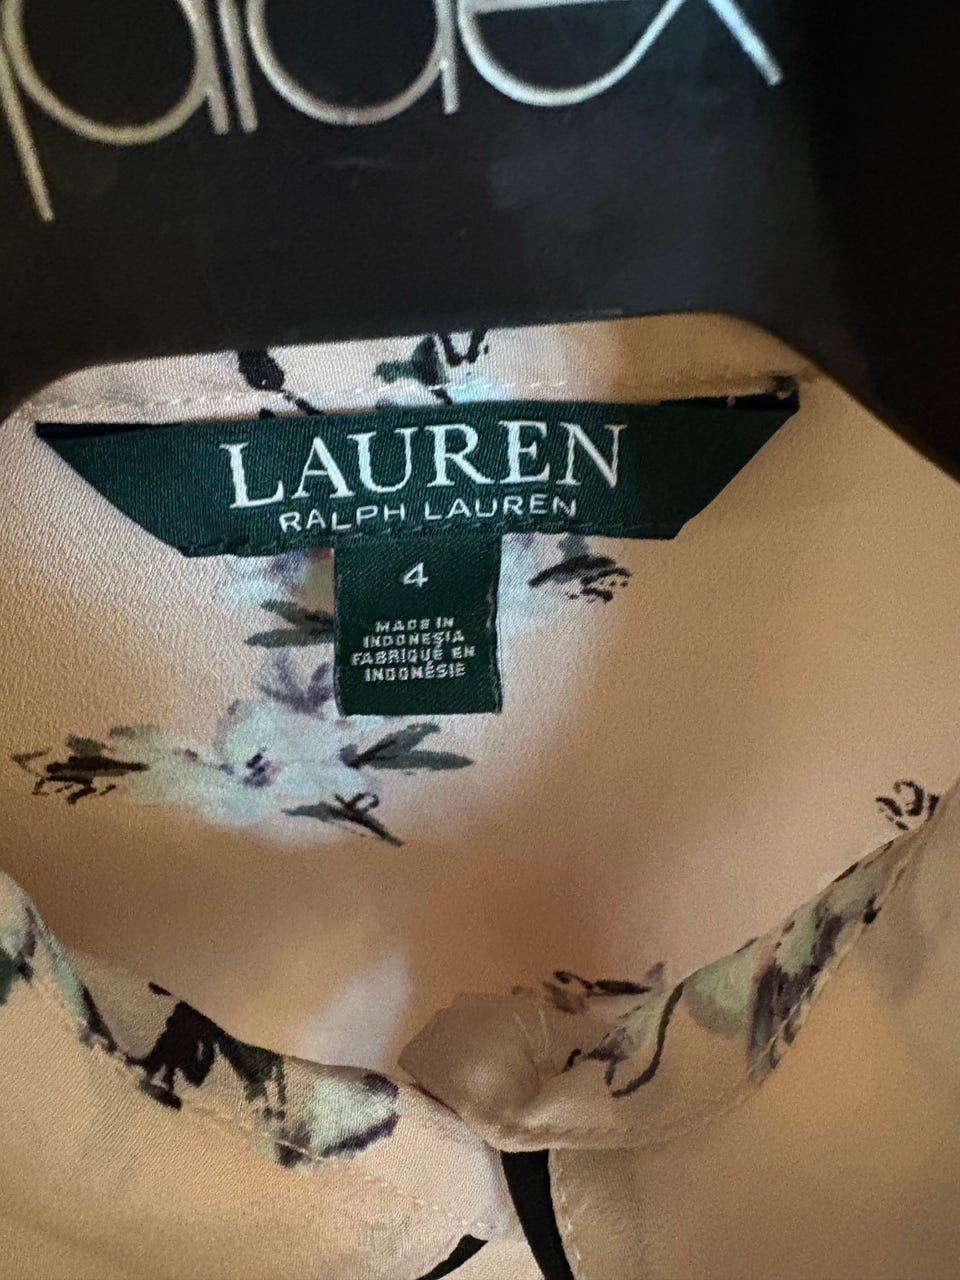 LAUREN
RALPH LAUREN
4
MADE IN
INDONESIA
FABRIQUÉ EN
INDONÉSIE